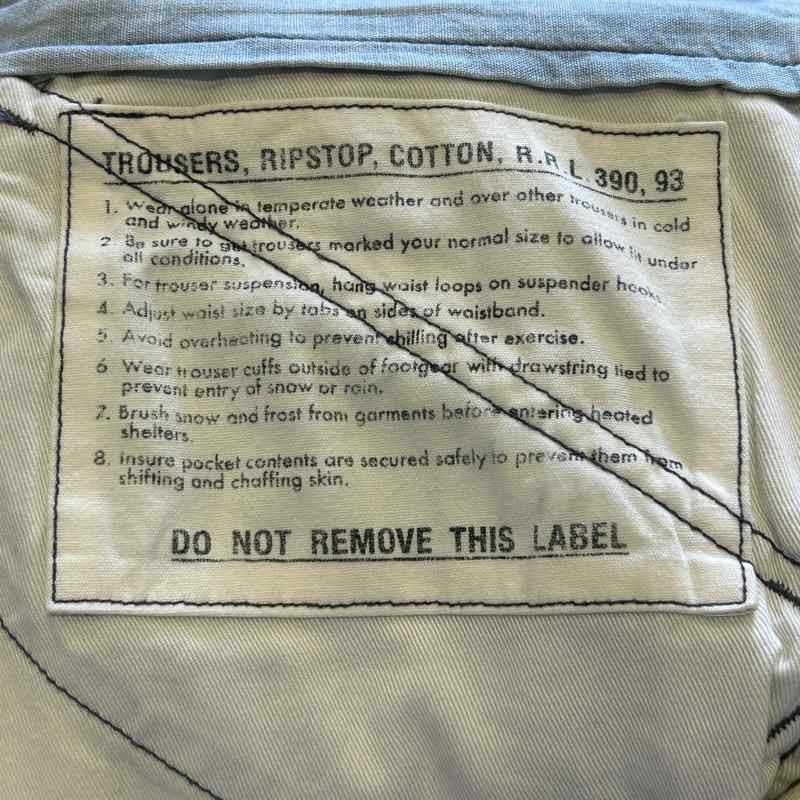 TROUSERS, RIPSTOP, COTTON, R.R.L. 390, 93
1. Wear alone in temperate weather and over other trousers in cold
and windy weather.
2. Be sure to get trousers marked your normal size to allow fit under
all conditions.
3. For trouser suspension, hang waist loops on suspender hooks.
4. Adjust waist size by tabs on sides of waistband.
5. Avoid overheating to prevent chilling after exercise.
6 Wear trouser cuffs outside of footgear with drawstring tied to
prevent entry of snow or rain.
7. Brush snow and frost from garments before entering heated
shelters.
8. Insure pocket contents are secured safely to prevent them from
shifting and chaffing skin.
DO NOT REMOVE THIS LABEL